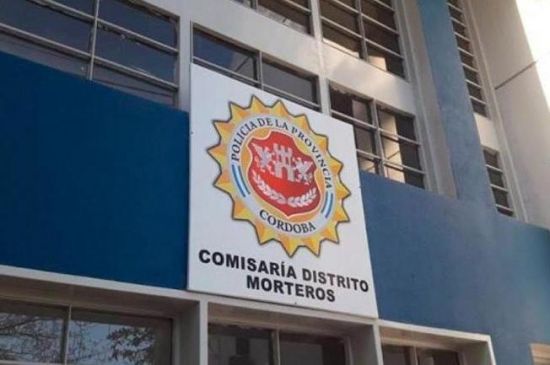 POLICIA DE LA PROVINCIA
CORDOBA
COMISARÍA DISTRITO
MORTEROS